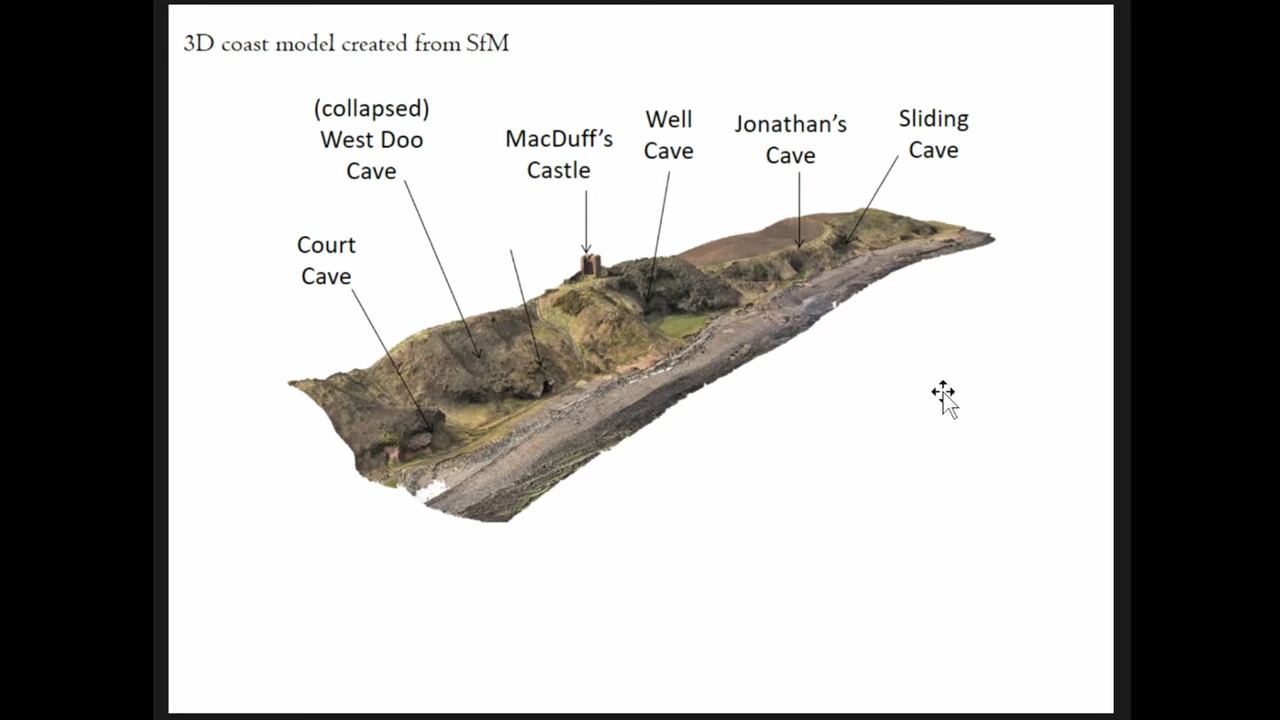 3D coast model created from SfM
(collapsed)
West Doo
Cave
MacDuff’s
Castle
Well
Cave
Jonathan’s
Cave
Sliding
Cave
Court
Cave